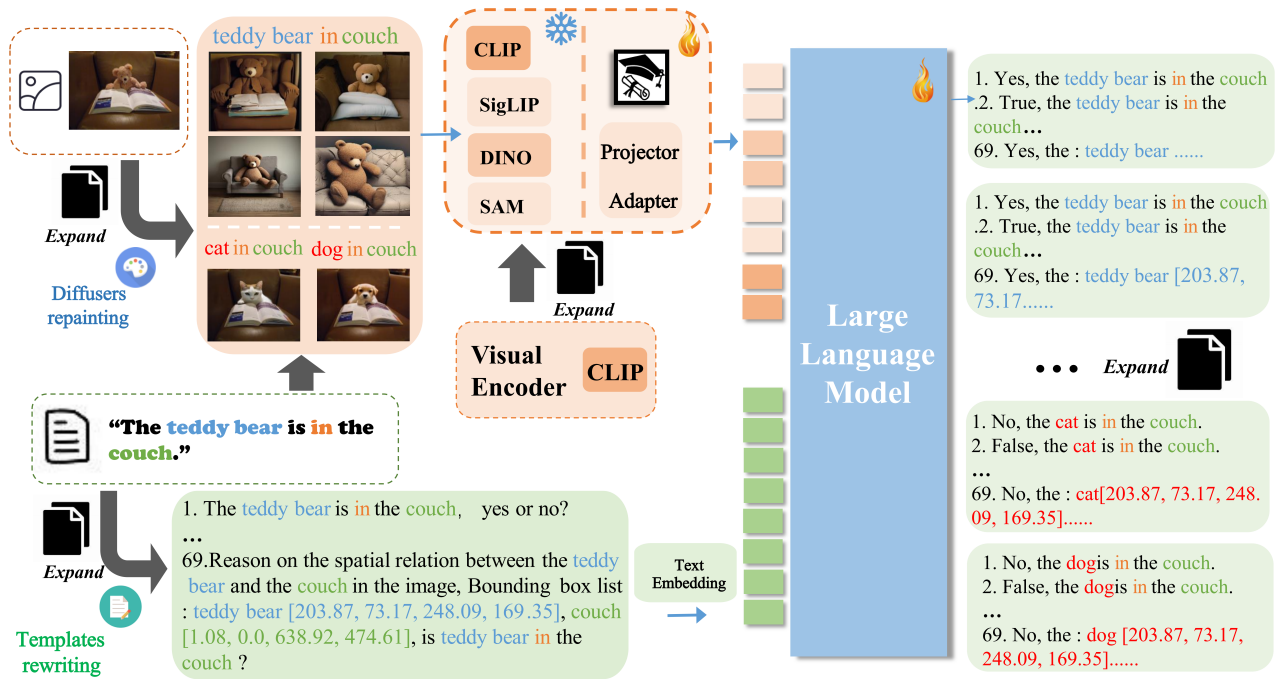 teddy bear in couch
cat in couch
dog in couch
Expand
Diffusers
repainting
CLIP
SigLIP
DINO
SAM
Projector
Adapter
Expand
Visual
Encoder
CLIP
“The teddy bear is in the
couch.”
Expand
Templates
rewriting
1. The teddy bear is in the couch, yes or no?
...
69.Reason on the spatial relation between the teddy
bear and the couch in the image, Bounding box list
: teddy bear [203.87, 73.17, 248.09, 169.35], couch
[1.08, 0.0, 638.92, 474.61], is teddy bear in the
couch ?
Text
Embedding
Large
Language
Model
1. Yes, the teddy bear is in the couch
.2. True, the teddy bear is in the
couch...
69. Yes, the : teddy bear ......
1. Yes, the teddy bear is in the couch
.2. True, the teddy bear is in the
couch...
69. Yes, the : teddy bear [203.87,
73.17......
... Expand
1. No, the cat is in the couch.
2. False, the cat is in the couch.
...
69. No, the : cat[203.87, 73.17, 248.
09, 169.35]......
1. No, the dogis in the couch.
2. False, the dogis in the couch.
...
69. No, the : dog [203.87, 73.17,
248.09, 169.35]......